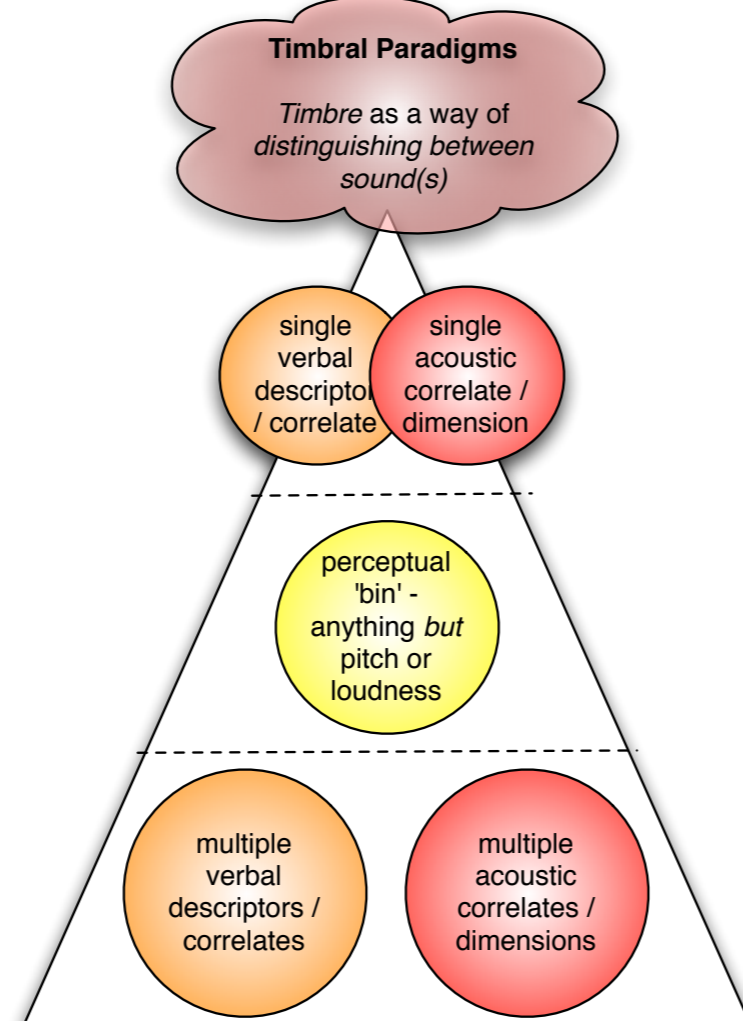 Timbral Paradigms
Timbre as a way of
distinguishing between
sound(s)
single
verbal
descriptor
/ correlate
single
acoustic
correlate /
dimension
perceptual
'bin' -
anything but
pitch or
loudness
multiple
verbal
descriptors /
correlates
multiple
acoustic
correlates /
dimensions